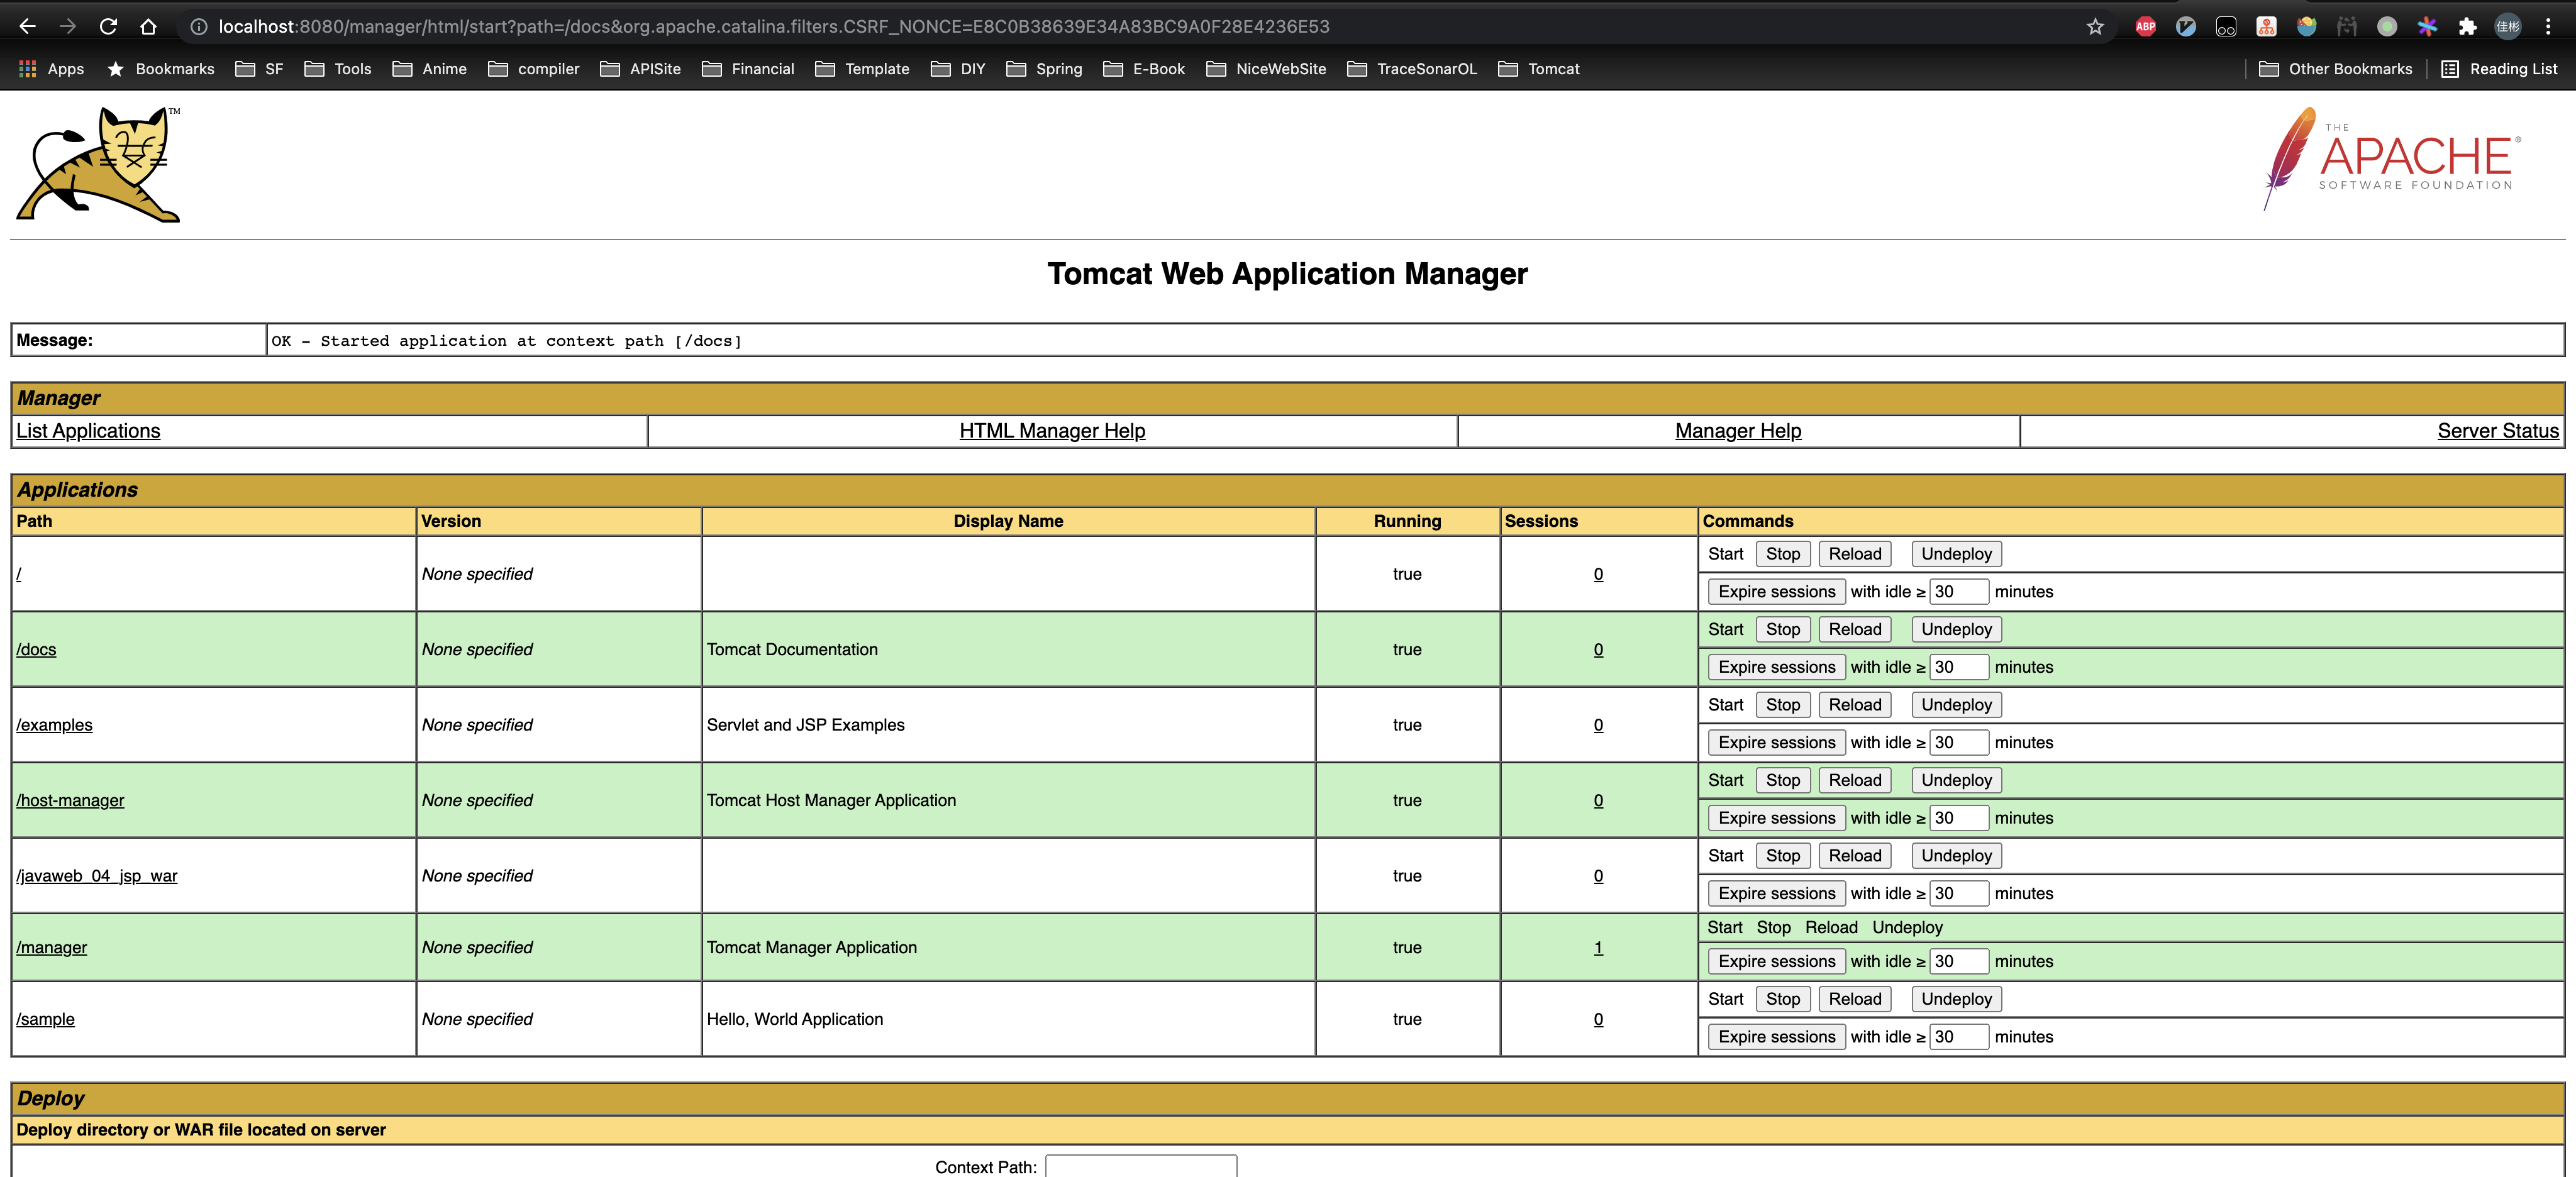 localhost:8080/manager/html/start?path=/docs&org.apache.catalina.filters.CSRF_NONCE=E8C0B38639E34A83BC9A0F28E4236E53 ABP 佳彬
Apps Bookmarks SF Tools Anime compiler APISite Financial Template DIY Spring E-Book NiceWebSite TraceSonarOL Tomcat Other Bookmarks Reading List
TM
THE
APACHE®
SOFTWARE FOUNDATION
Tomcat Web Application Manager
Message: OK - Started application at context path [/docs]
Manager
List Applications HTML Manager Help Manager Help Server Status
Applications
Path Version Display Name Running Sessions Commands
/ None specified true 0 Start Stop Reload Undeploy
Expire sessions with idle ≥ 30 minutes
/docs None specified Tomcat Documentation true 0 Start Stop Reload Undeploy
Expire sessions with idle ≥ 30 minutes
/examples None specified Servlet and JSP Examples true 0 Start Stop Reload Undeploy
Expire sessions with idle ≥ 30 minutes
/host-manager None specified Tomcat Host Manager Application true 0 Start Stop Reload Undeploy
Expire sessions with idle ≥ 30 minutes
/javaweb_04_jsp_war None specified true 0 Start Stop Reload Undeploy
Expire sessions with idle ≥ 30 minutes
/manager None specified Tomcat Manager Application true 1 Start Stop Reload Undeploy
Expire sessions with idle ≥ 30 minutes
/sample None specified Hello, World Application true 0 Start Stop Reload Undeploy
Expire sessions with idle ≥ 30 minutes
Deploy
Deploy directory or WAR file located on server
Context Path: